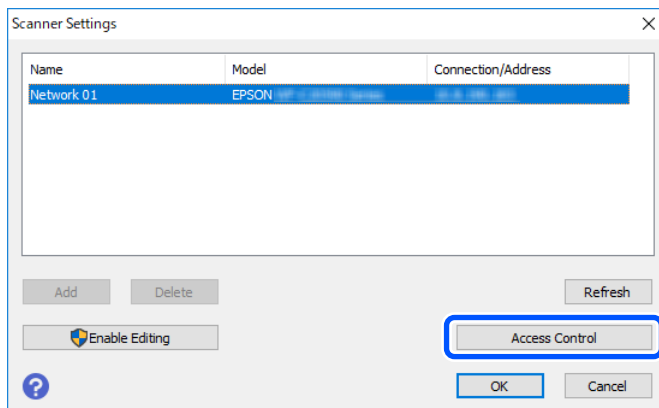 Scanner Settings
Name Model Connection/Address
Network 01 EPSON
Add Delete Refresh
Enable Editing Access Control
? OK Cancel